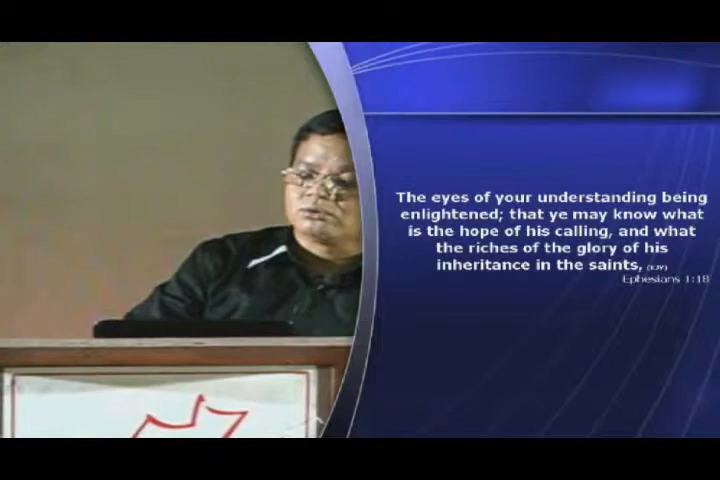 The eyes of your understanding being
enlightened; that ye may know what
is the hope of his calling, and what
the riches of the glory of his
inheritance in the saints, (KJV)
Ephesians 1:18